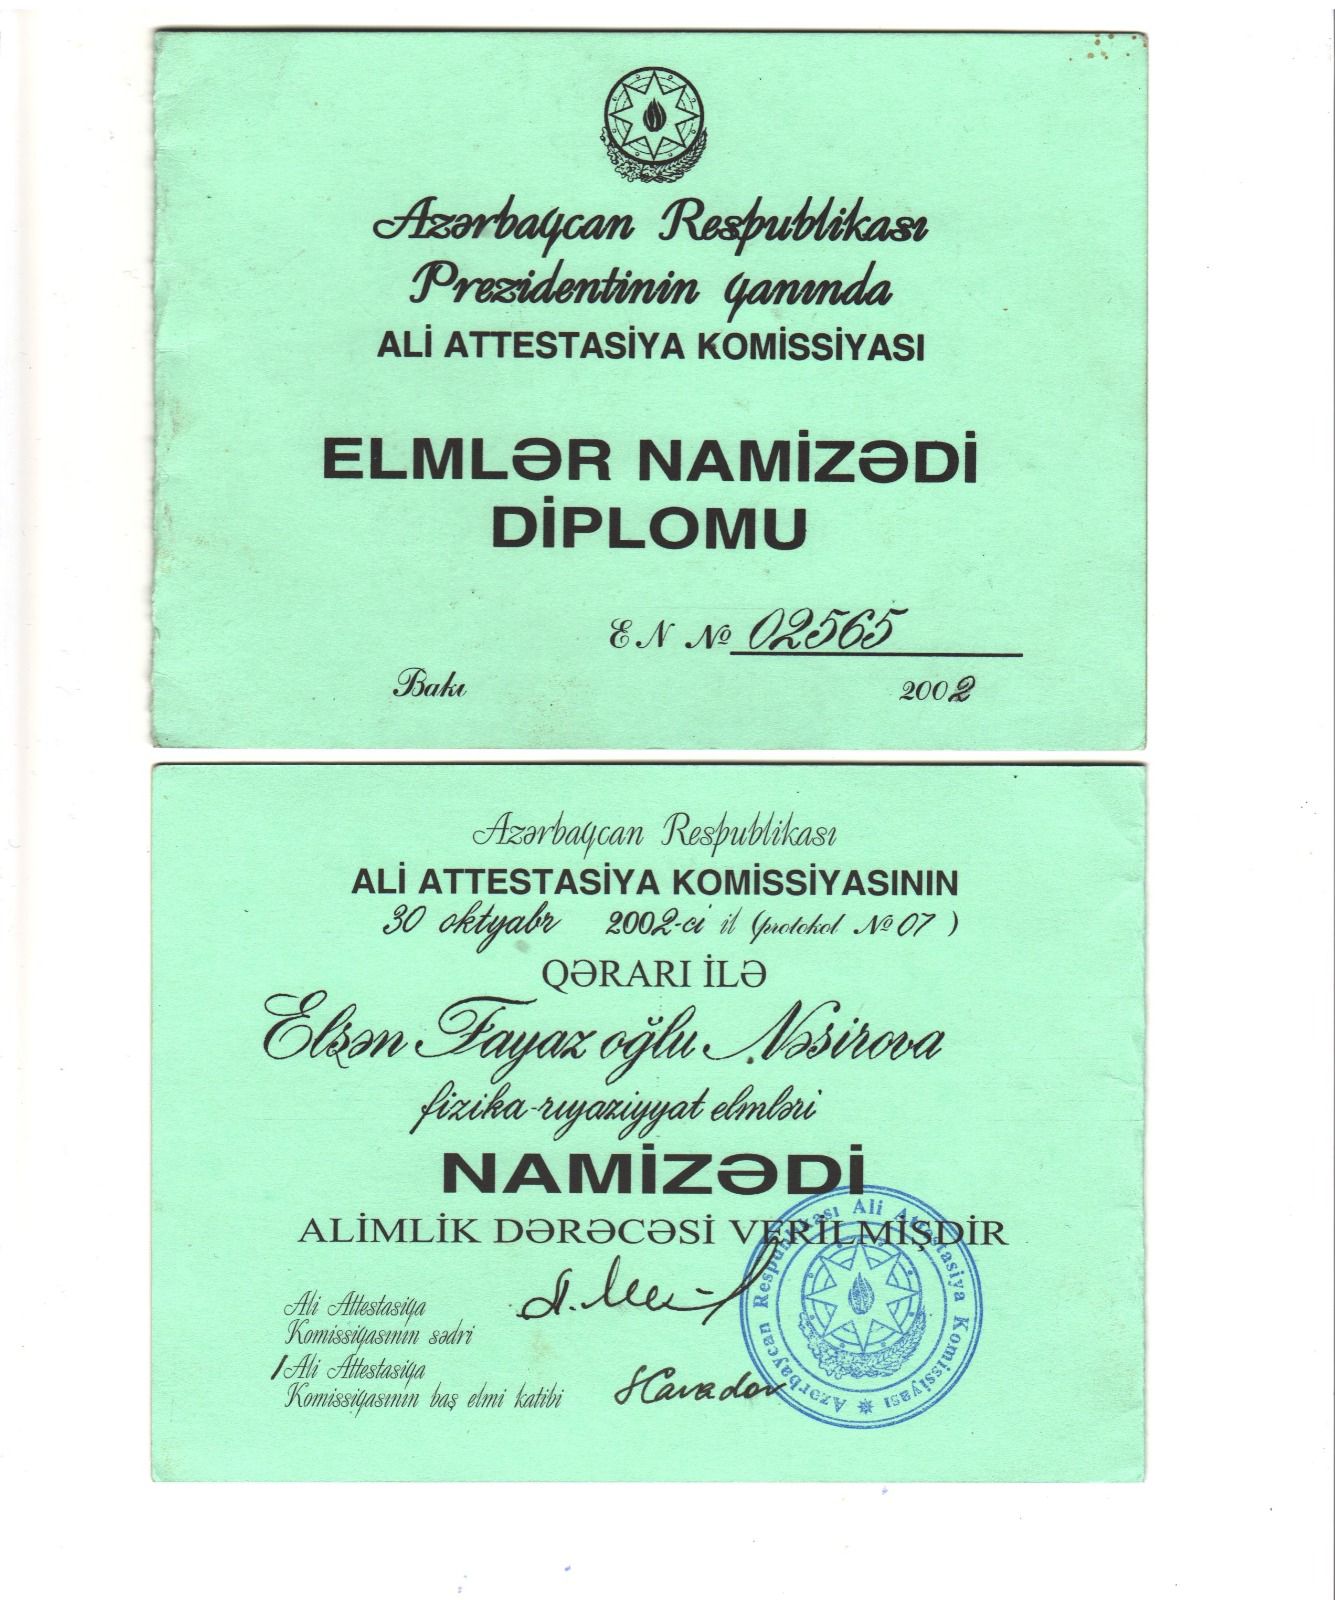 Azərbaycan Respublikası
Prezidentinin yanında
ALİ ATTESTASİYA KOMİSSİYASI
ELMLƏR NAMİZƏDİ
DİPLOMU
EN № 02565
Bakı 2002
Azərbaycan Respublikası
ALİ ATTESTASİYA KOMİSSİYASININ
30 oktyabr 2002-ci il (protokol № 07 )
QƏRARI İLƏ
Elşən Fayaz oğlu Nəsirova
fizika-riyaziyyat elmləri
NAMİZƏDİ
ALİMLİK DƏRƏCƏSİ VERİLMİŞDİR
Ali Attestasiya
Komissiyasının sədri
Ali Attestasiya
Komissiyasının baş elmi katibi
Azərbaycan Respublikası Ali Attestasiya Komissiyası